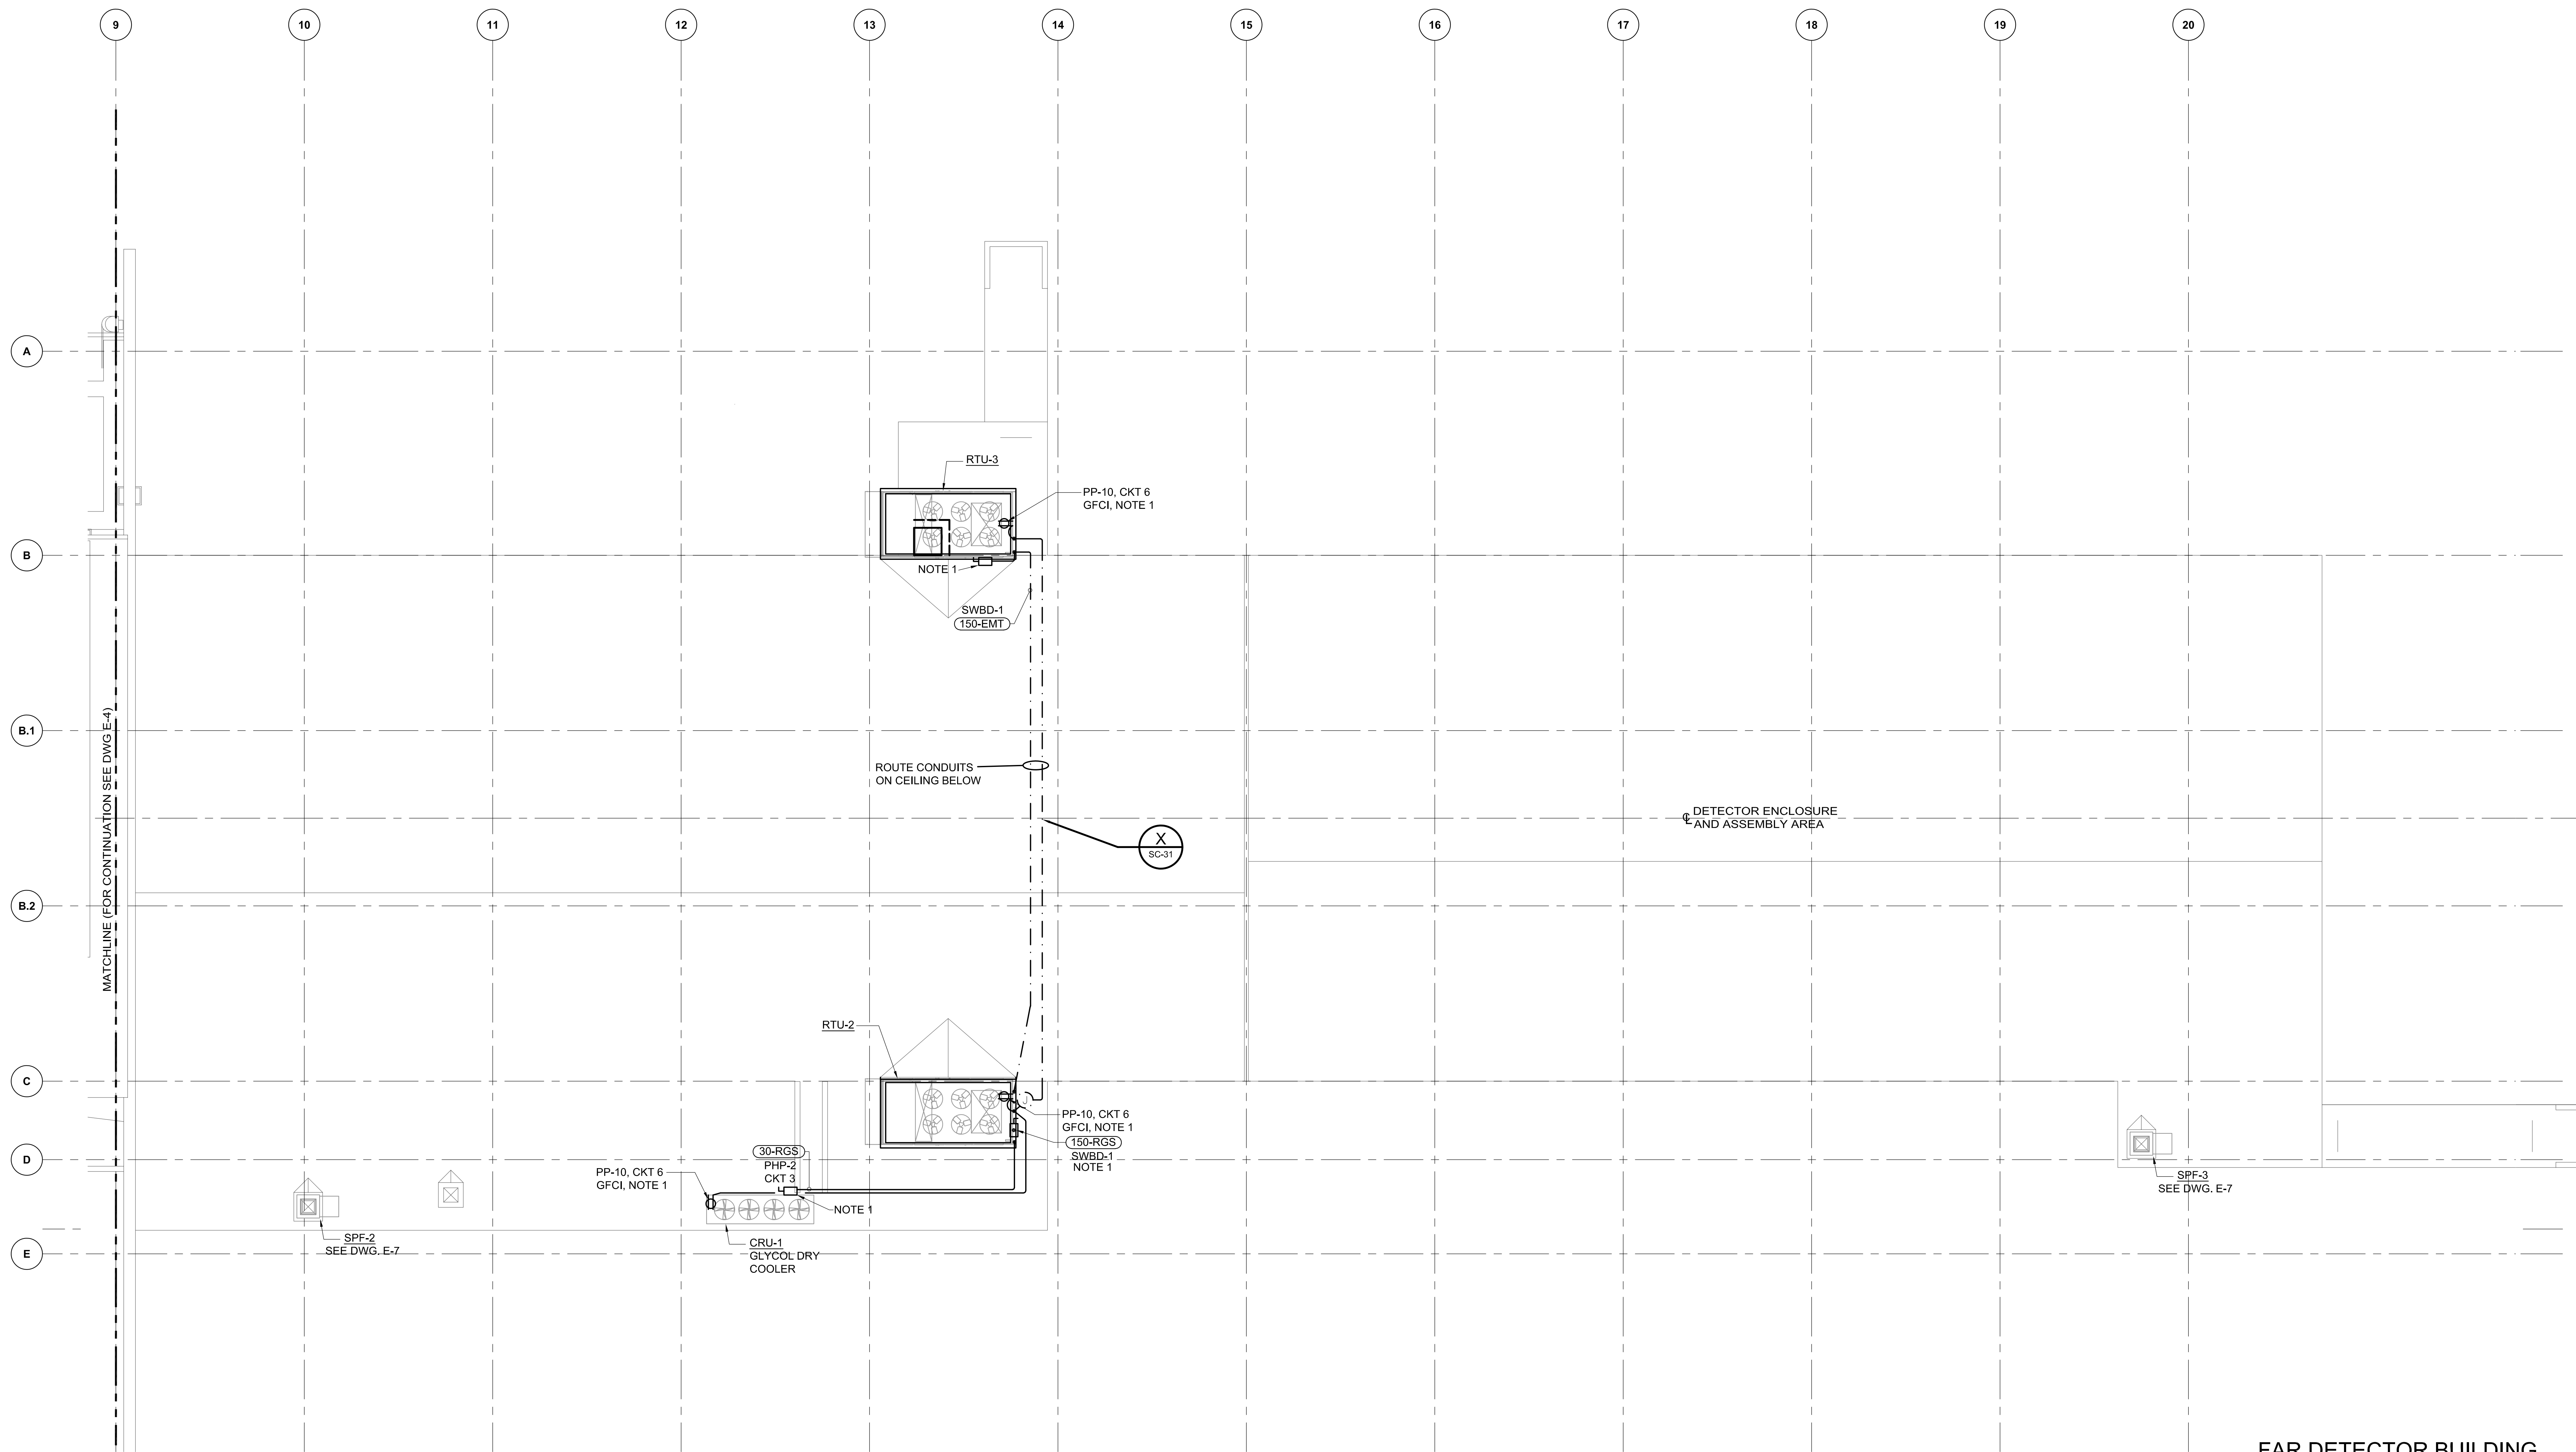 9
10
11
12
13
14
15
16
17
18
19
20
A
B
B.1
B.2
C
D
E
MATCHLINE (FOR CONTINUATION SEE DWG E-4)
RTU-3
PP-10, CKT 6
GFCI, NOTE 1
NOTE 1
SWBD-1
150-EMT
ROUTE CONDUITS
ON CEILING BELOW
X
SC-31
℄ DETECTOR ENCLOSURE
AND ASSEMBLY AREA
RTU-2
J
PP-10, CKT 6
GFCI, NOTE 1
150-RGS
SWBD-1
NOTE 1
30-RGS
PHP-2
CKT 3
PP-10, CKT 6
GFCI, NOTE 1
NOTE 1
CRU-1
GLYCOL DRY
COOLER
SPF-2
SEE DWG. E-7
SPF-3
SEE DWG. E-7
FAR DETECTOR BUILDING